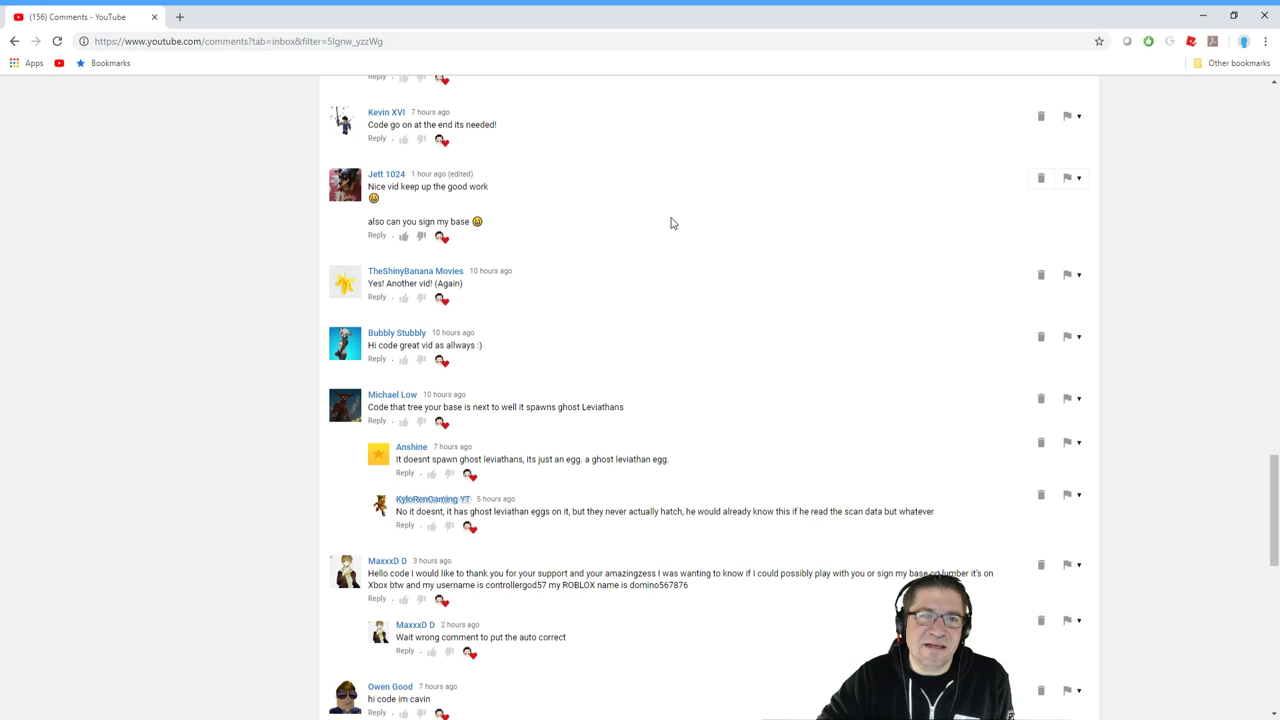 (156) Comments - YouTube
https://www.youtube.com/comments?tab=inbox&filter=5Ignw_yzzWg
Apps
Bookmarks
Other bookmarks
Reply
Kevin XVI 7 hours ago
Code go on at the end its needed!
Reply
Jett 1024 1 hour ago (edited)
Nice vid keep up the good work
also can you sign my base
Reply
TheShinyBanana Movies 10 hours ago
Yes! Another vid! (Again)
Reply
Bubbly Stubbly 10 hours ago
Hi code great vid as allways :)
Reply
Michael Low 10 hours ago
Code that tree your base is next to well it spawns ghost Leviathans
Reply
Anshine 7 hours ago
It doesnt spawn ghost leviathans, its just an egg. a ghost leviathan egg.
Reply
KyloRenGaming YT 5 hours ago
No it doesnt, it has ghost leviathan eggs on it, but they never actually hatch, he would already know this if he read the scan data but whatever
Reply
MaxxxD D 3 hours ago
Hello code I would like to thank you for your support and your amazingzess I was wanting to know if I could possibly play with you or sign my base on lumber it's on
Xbox btw and my username is controllergod57 my ROBLOX name is domino567876
Reply
MaxxxD D 2 hours ago
Wait wrong comment to put the auto correct
Reply
Owen Good 7 hours ago
hi code im cavin
Reply